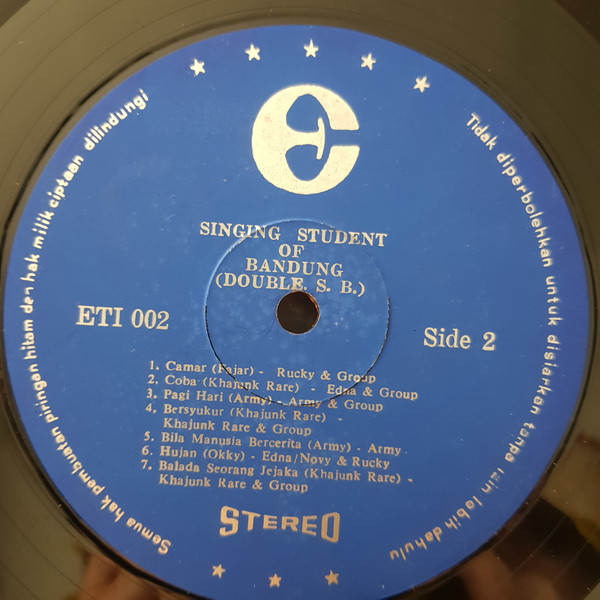 SINGING STUDENT
OF
BANDUNG
(DOUBLE. S. B.)
ETI 002
Side 2
1. Camar (Fajar) - Rucky & Group
2. Coba (Khajunk Rare) - Edna & Group
3. Pagi Hari (Army) - Army & Group
4. Bersyukur (Khajunk Rare) -
Khajunk Rare & Group
5. Bila Manusia Bercerita (Army) - Army
6. Hujan (Okky) - Edna/Novy & Rucky
7. Balada Seorang Jejaka (Khajunk Rare) -
Khajunk Rare & Group
STEREO
Semua hak pembuatan piringan hitam den hak milik ciptaan dilindungi
Tidak diperbolehkan untuk disiarkan tanpa izin lebih dahulu